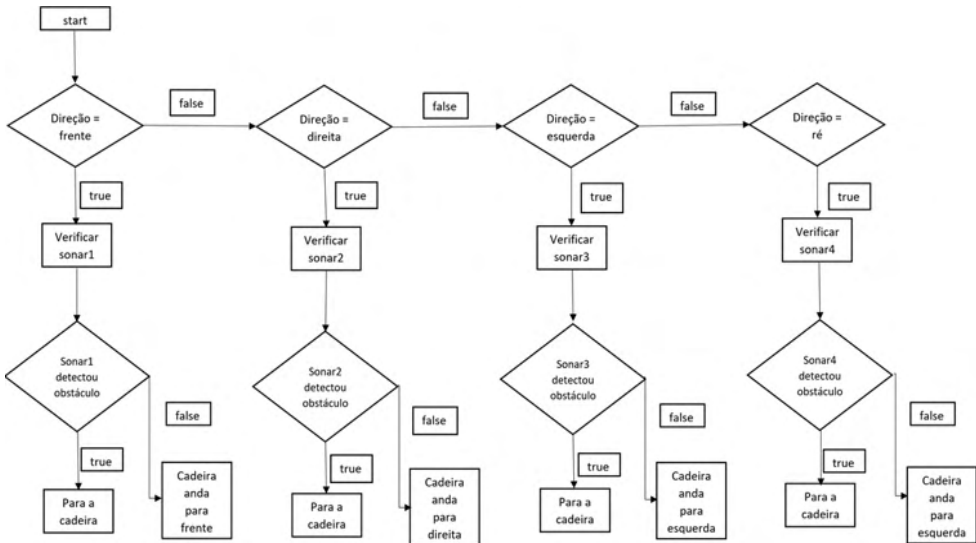 start
false
false
false
Direção =
frente
Direção =
direita
Direção =
esquerda
Direção =
ré
true
true
true
true
Verificar
sonar1
Verificar
sonar2
Verificar
sonar3
Verificar
sonar4
Sonar1
detectou
obstáculo
Sonar2
detectou
obstáculo
Sonar3
detectou
obstáculo
Sonar4
detectou
obstáculo
false
false
false
false
true
true
true
true
Para a
cadeira
Cadeira
anda
para
frente
Para a
cadeira
Cadeira
anda
para
direita
Para a
cadeira
Cadeira
anda
para
esquerda
Para a
cadeira
Cadeira
anda
para
esquerda